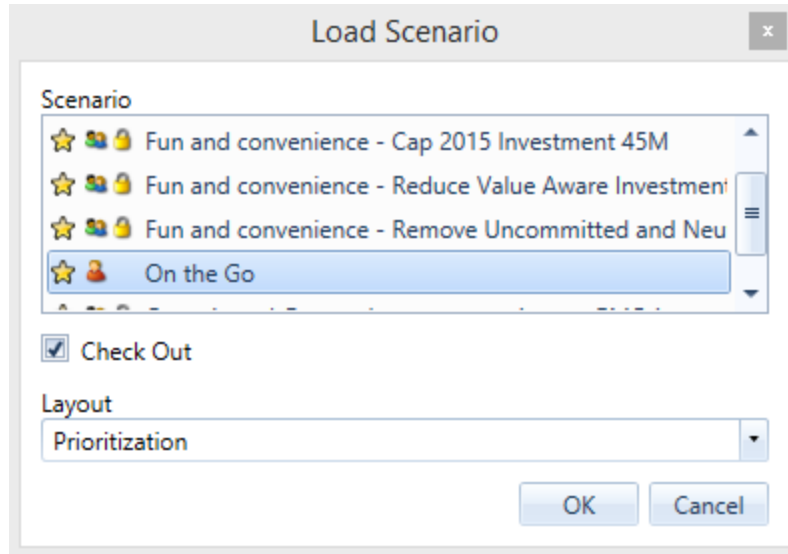 Load Scenario
x
Scenario
Fun and convenience - Cap 2015 Investment 45M
Fun and convenience - Reduce Value Aware Investment
Fun and convenience - Remove Uncommitted and Neu
On the Go
Check Out
Layout
Prioritization
OK Cancel